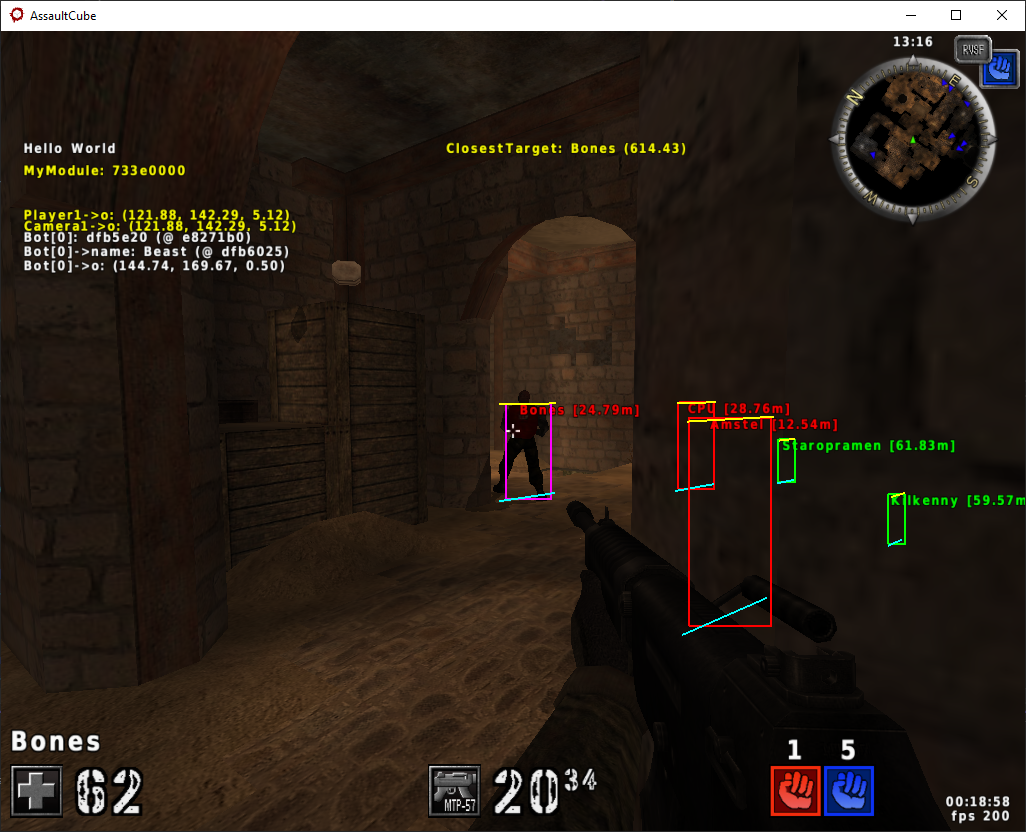 AssaultCube
13:16
RVSF
N
E
S
W
Hello World
ClosestTarget: Bones (614.43)
MyModule: 733e0000
Player1->o: (121.88, 142.29, 5.12)
Camera1->o: (121.88, 142.29, 5.12)
Bot[0]: dfb5e20 (@ e8271b0)
Bot[0]->name: Beast (@ dfb6025)
Bot[0]->o: (144.74, 169.67, 0.50)
Bones [24.79m]
CPU [28.76m]
Amstel [12.54m]
Staropramen [61.83m]
Kilkenny [59.57m
Bones
62
MTP-57
20 34
1 5
00:18:58
fps 200